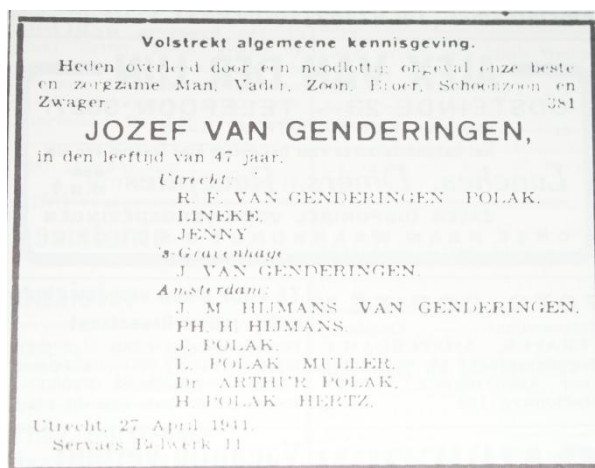 Volstrekt algemeene kennisgeving.
Heden overleed door een noodlottig ongeval onze beste
en zorgzame Man, Vader, Zoon, Broer, Schoonzoon en
Zwager 381
JOZEF VAN GENDERINGEN,
in den leeftijd van 47 jaar.
Utrecht:
VAN GENDERINGEN POLAK.
LINEKE.
JENNY
's-Gravenhage
J. VAN GENDERINGEN.
Amsterdam:
J. M. HIJMANS VAN GENDERINGEN.
PH. H. HIJMANS.
J. POLAK.
L. POLAK MULLER.
Dr. ARTHUR POLAK.
H. POLAK HERTZ.
Utrecht, 27 April 1941.
Servaes Bolwerk 11